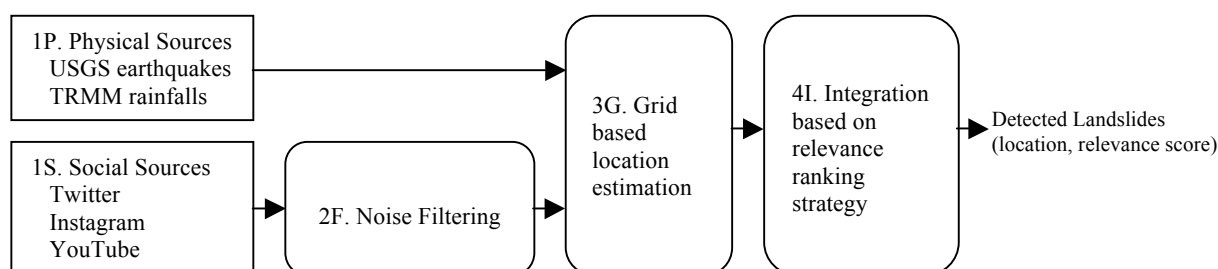 1P. Physical Sources
USGS earthquakes
TRMM rainfalls
1S. Social Sources
Twitter
Instagram
YouTube
2F. Noise Filtering
3G. Grid
based
location
estimation
4I. Integration
based on
relevance
ranking
strategy
Detected Landslides
(location, relevance score)